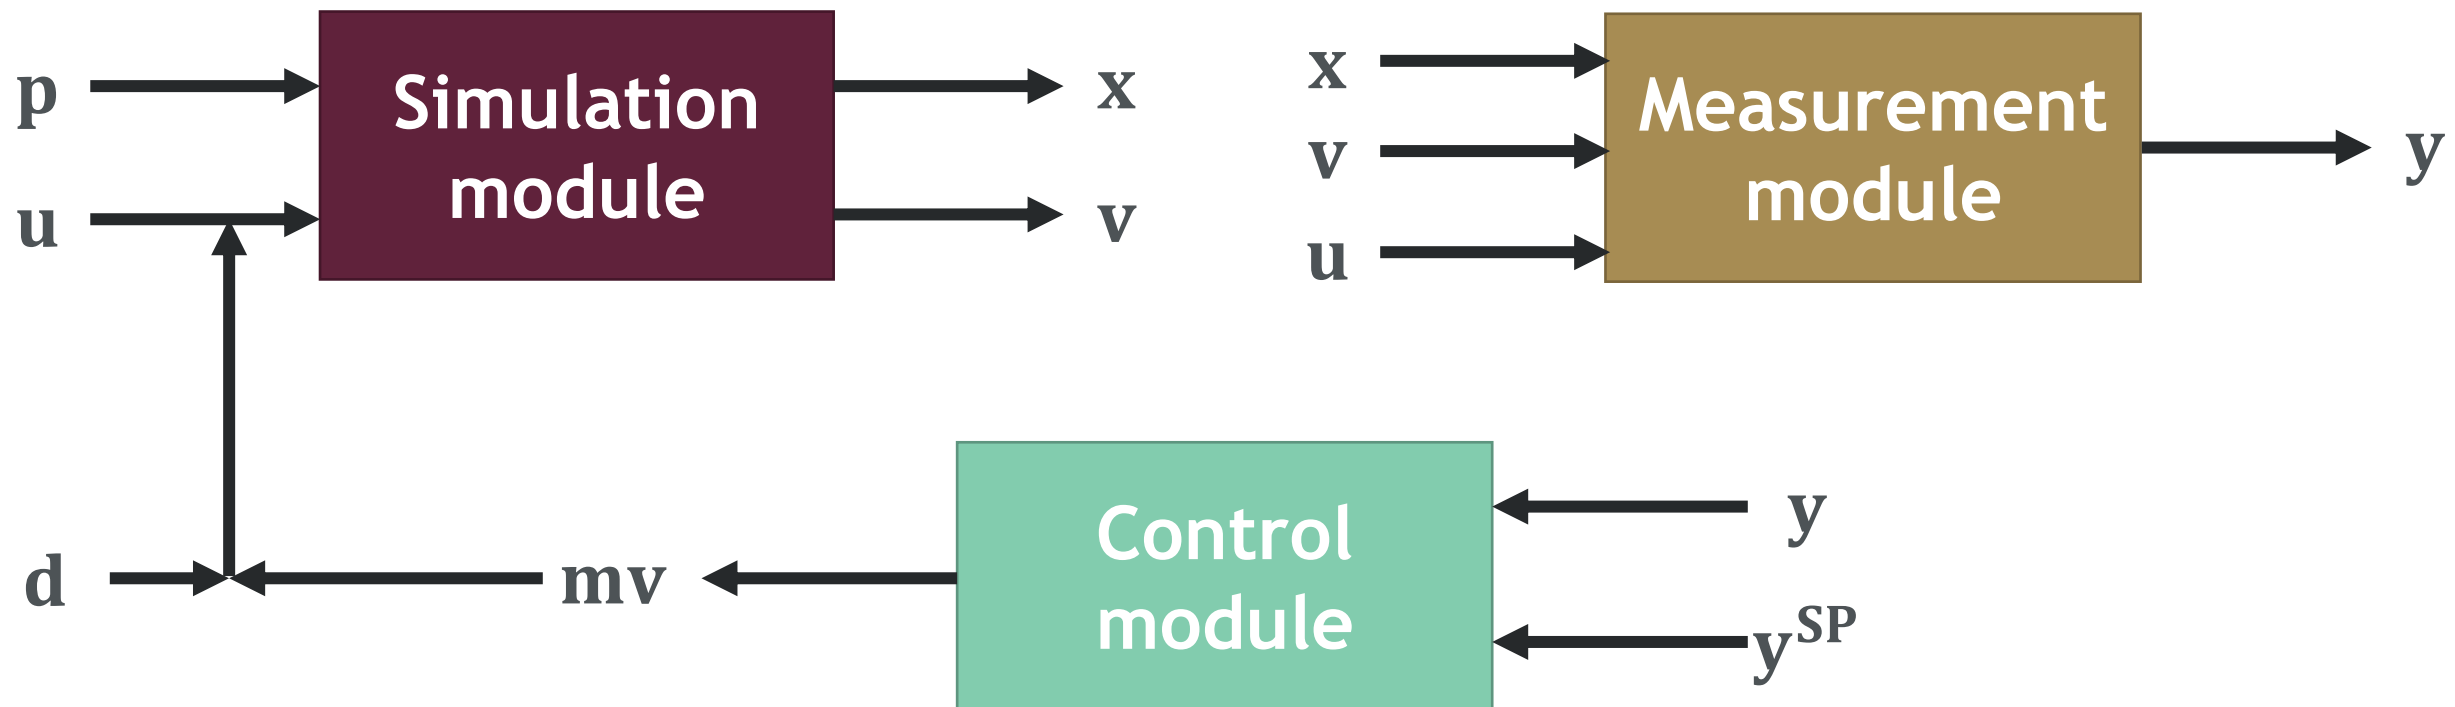 p
u
Simulation
module
x
v
x
v
u
Measurement
module
y
d
mv
Control
module
y
y^SP